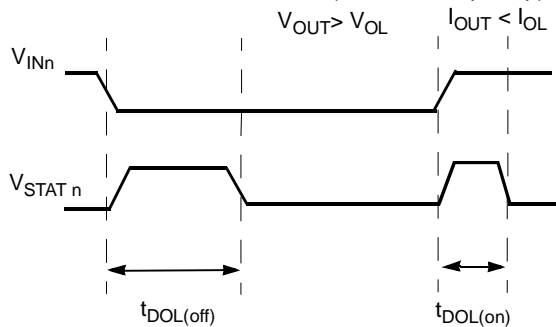 V_OUT> V_OL
I_OUT < I_OL
V_INn
V_STAT n
t_DOL(off)
t_DOL(on)